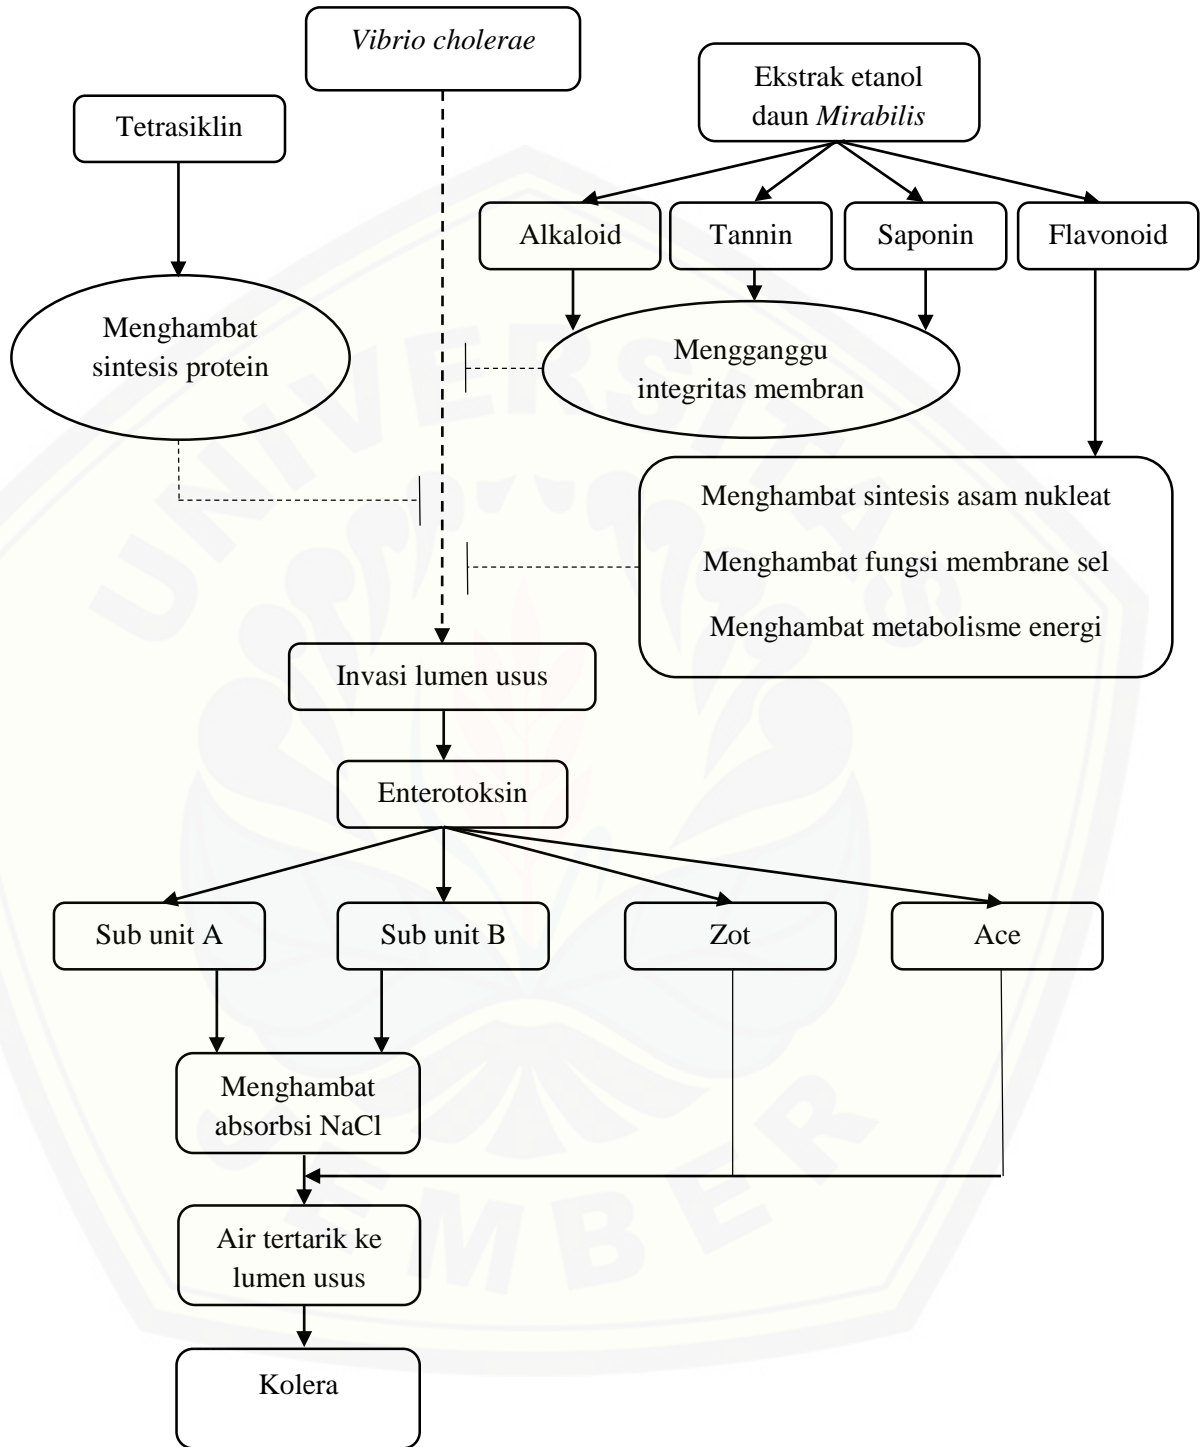 Vibrio cholerae
Ekstrak etanol
daun Mirabilis
Tetrasiklin
Alkaloid
Tannin
Saponin
Flavonoid
Menghambat
sintesis protein
Mengganggu
integritas membran
Menghambat sintesis asam nukleat
Menghambat fungsi membrane sel
Menghambat metabolisme energi
Invasi lumen usus
Enterotoksin
Sub unit A
Sub unit B
Zot
Ace
Menghambat
absorbsi NaCl
Air tertarik ke
lumen usus
Kolera
UNIVERSITAS
JEMBER